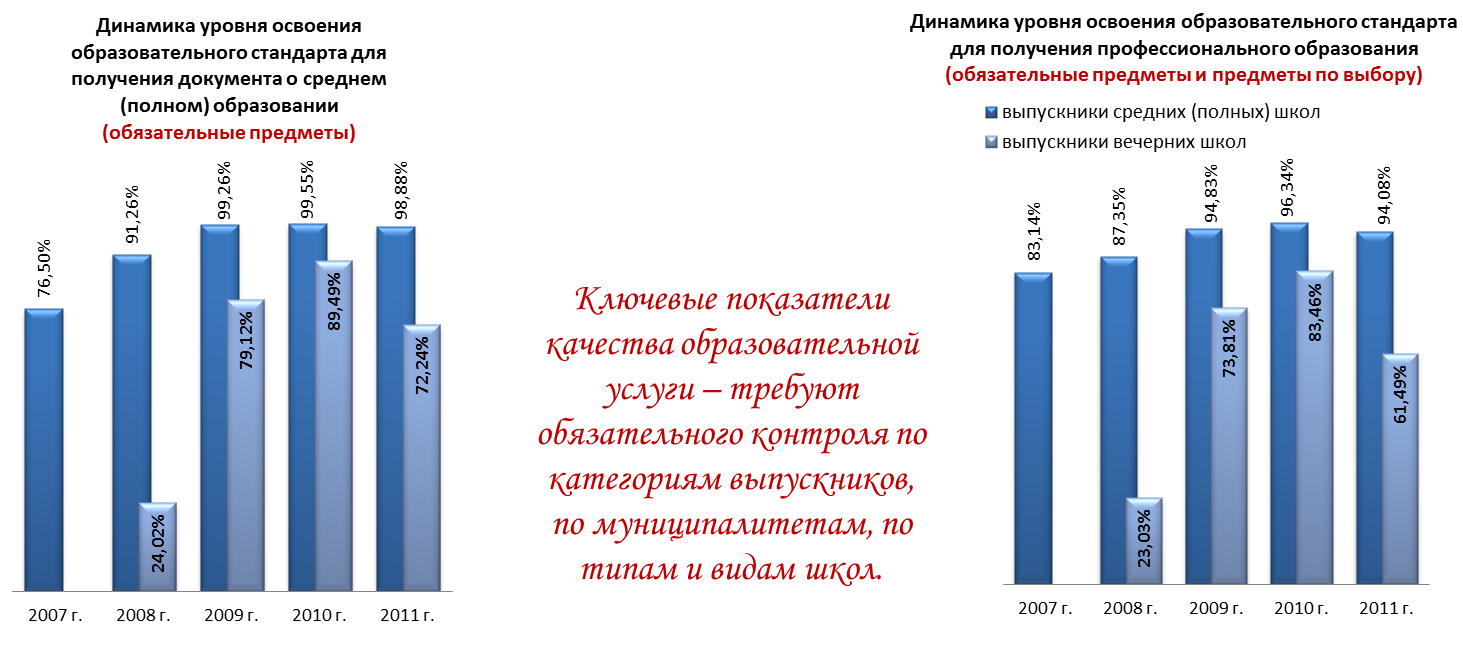 Динамика уровня освоения
образовательного стандарта для
получения документа о среднем
(полном) образовании
(обязательные предметы)
76,50%
91,26%
99,26%
99,55%
98,88%
24,02%
79,12%
89,49%
72,24%
2007 г.
2008 г.
2009 г.
2010 г.
2011 г.
Ключевые показатели
качества образовательной
услуги – требуют
обязательного контроля по
категориям выпускников,
по муниципалитетам, по
типам и видам школ.
Динамика уровня освоения образовательного стандарта
для получения профессионального образования
(обязательные предметы и предметы по выбору)
выпускники средних (полных) школ
выпускники вечерних школ
83,14%
87,35%
94,83%
96,34%
94,08%
23,03%
73,81%
83,46%
61,49%
2007 г.
2008 г.
2009 г.
2010 г.
2011 г.